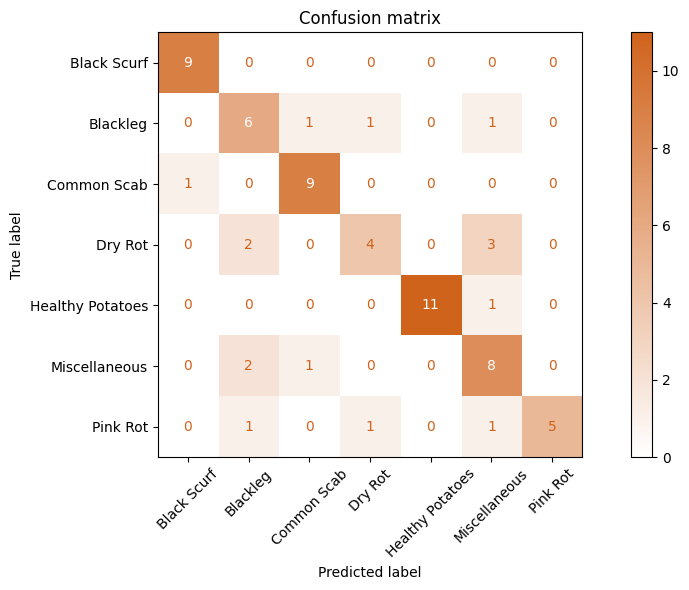 Confusion matrix
True label
Black Scurf 9 0 0 0 0 0 0
Blackleg 0 6 1 1 0 1 0
Common Scab 1 0 9 0 0 0 0
Dry Rot 0 2 0 4 0 3 0
Healthy Potatoes 0 0 0 0 11 1 0
Miscellaneous 0 2 1 0 0 8 0
Pink Rot 0 1 0 1 0 1 5
Black Scurf Blackleg Common Scab Dry Rot Healthy Potatoes Miscellaneous Pink Rot
Predicted label
10
8
6
4
2
0